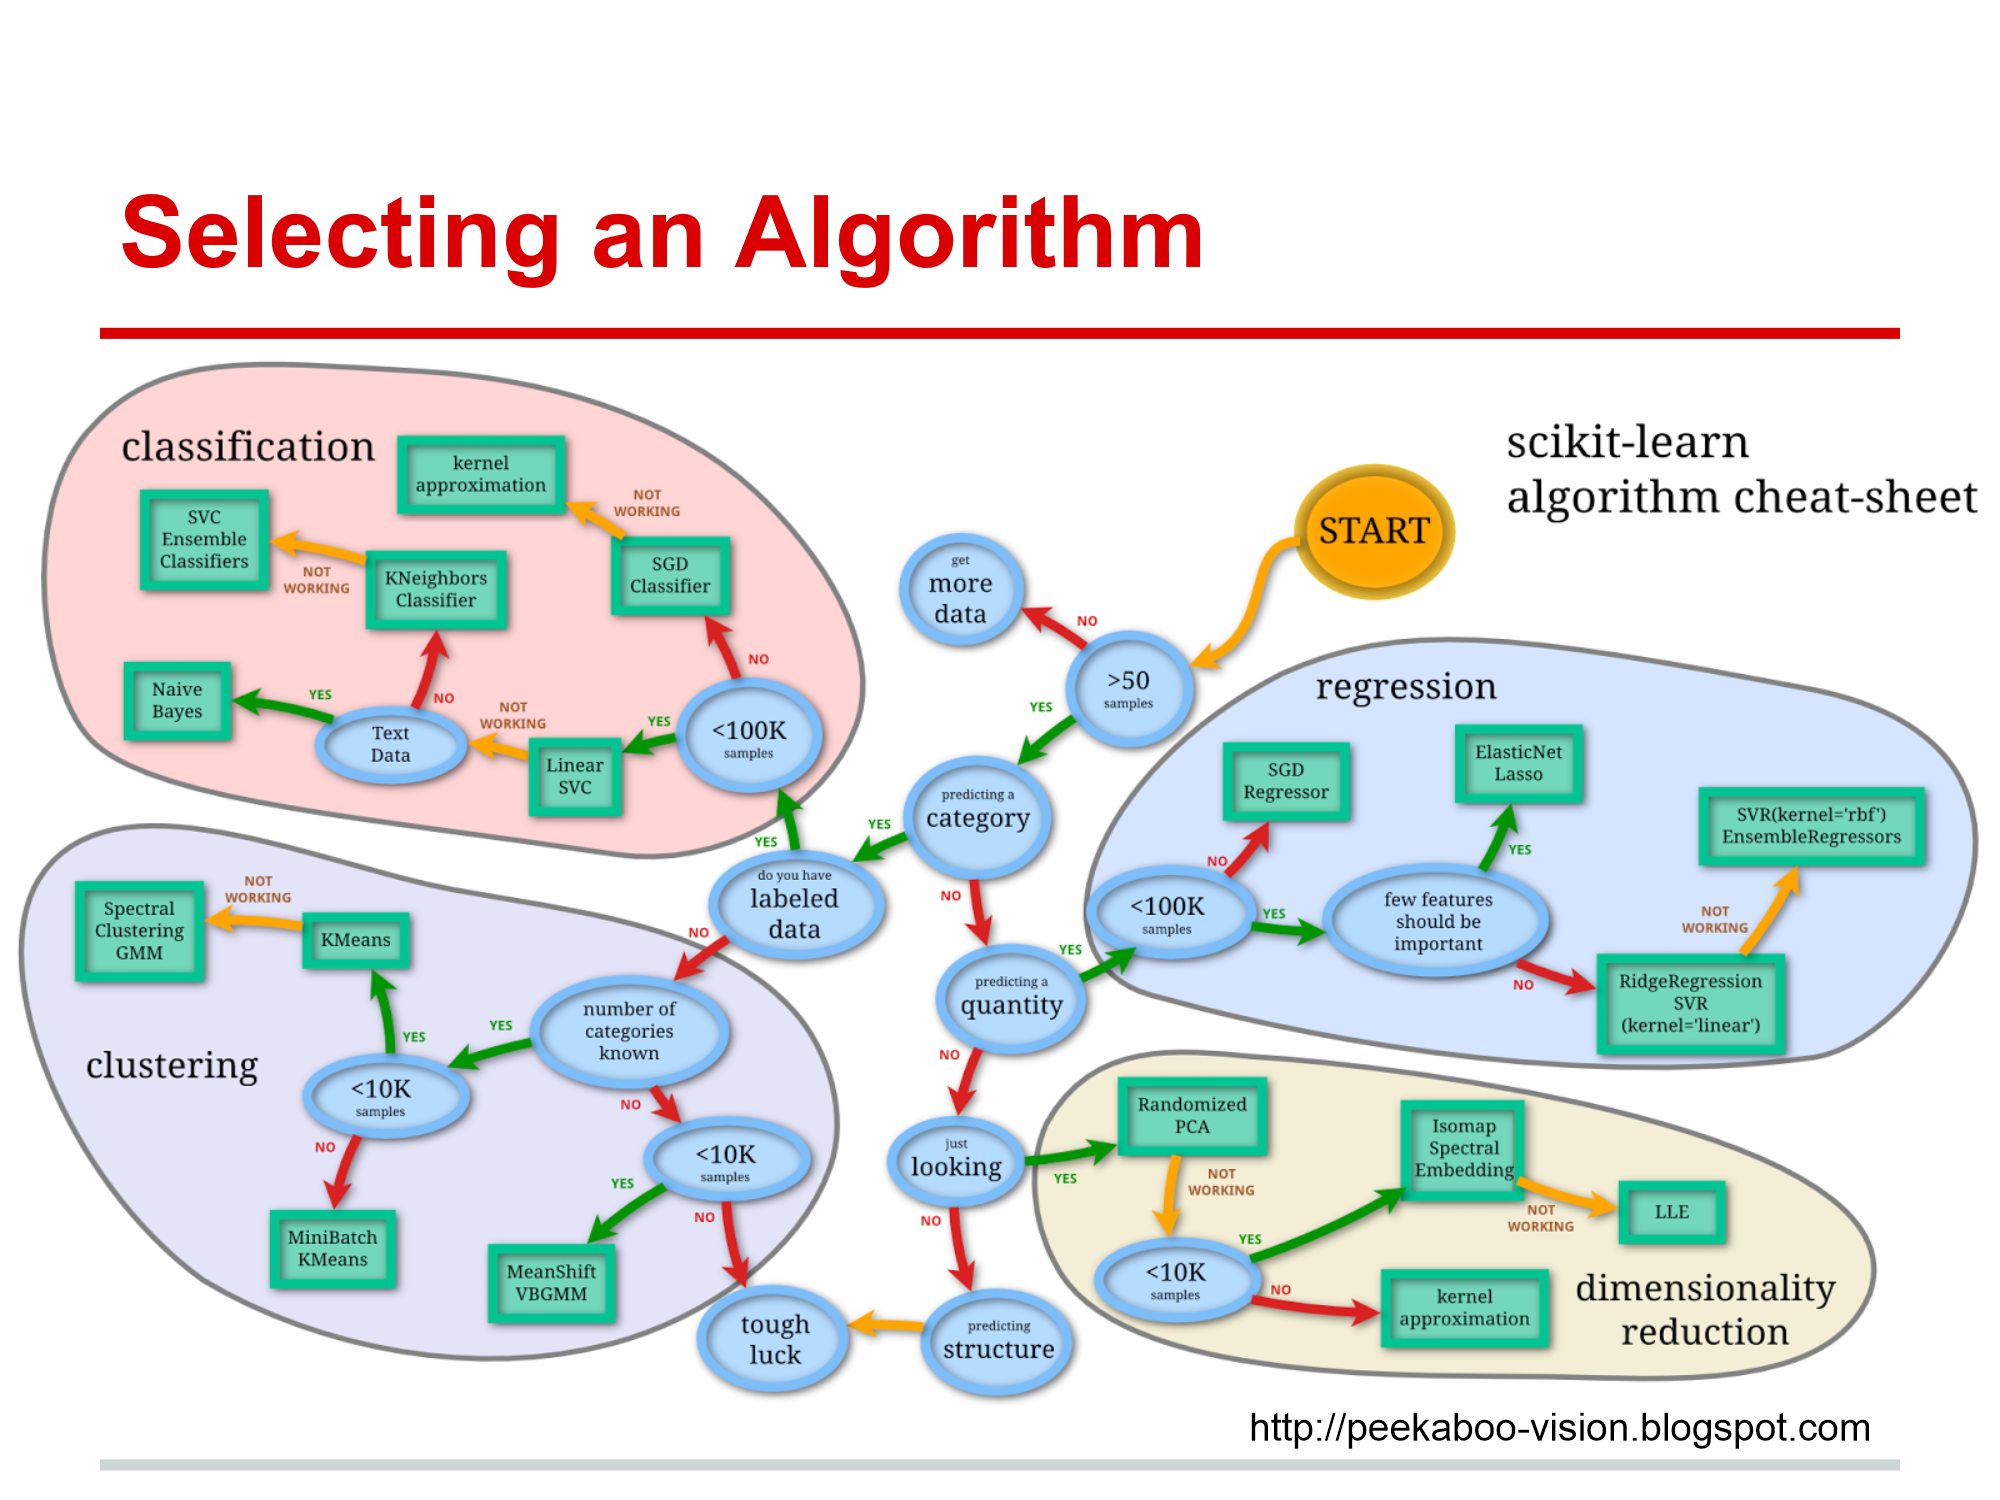 Selecting an Algorithm
scikit-learn
algorithm cheat-sheet
START
get
more
data
NO
>50
samples
YES
predicting a
category
YES
NO
do you have
labeled
data
YES
NO
predicting a
quantity
YES
NO
just
looking
YES
NO
predicting
structure
tough
luck
classification
kernel
approximation
NOT
WORKING
SVC
Ensemble
Classifiers
NOT
WORKING
KNeighbors
Classifier
SGD
Classifier
NO
Naive
Bayes
YES
NO
Text
Data
NOT
WORKING
Linear
SVC
YES
<100K
samples
clustering
Spectral
Clustering
GMM
NOT
WORKING
KMeans
YES
<10K
samples
NO
MiniBatch
KMeans
YES
number of
categories
known
NO
<10K
samples
YES
NO
MeanShift
VBGMM
regression
SGD
Regressor
NO
<100K
samples
YES
few features
should be
important
YES
ElasticNet
Lasso
NO
RidgeRegression
SVR
(kernel='linear')
NOT
WORKING
SVR(kernel='rbf')
EnsembleRegressors
dimensionality
reduction
Randomized
PCA
NOT
WORKING
<10K
samples
YES
Isomap
Spectral
Embedding
NOT
WORKING
LLE
NO
kernel
approximation
http://peekaboo-vision.blogspot.com